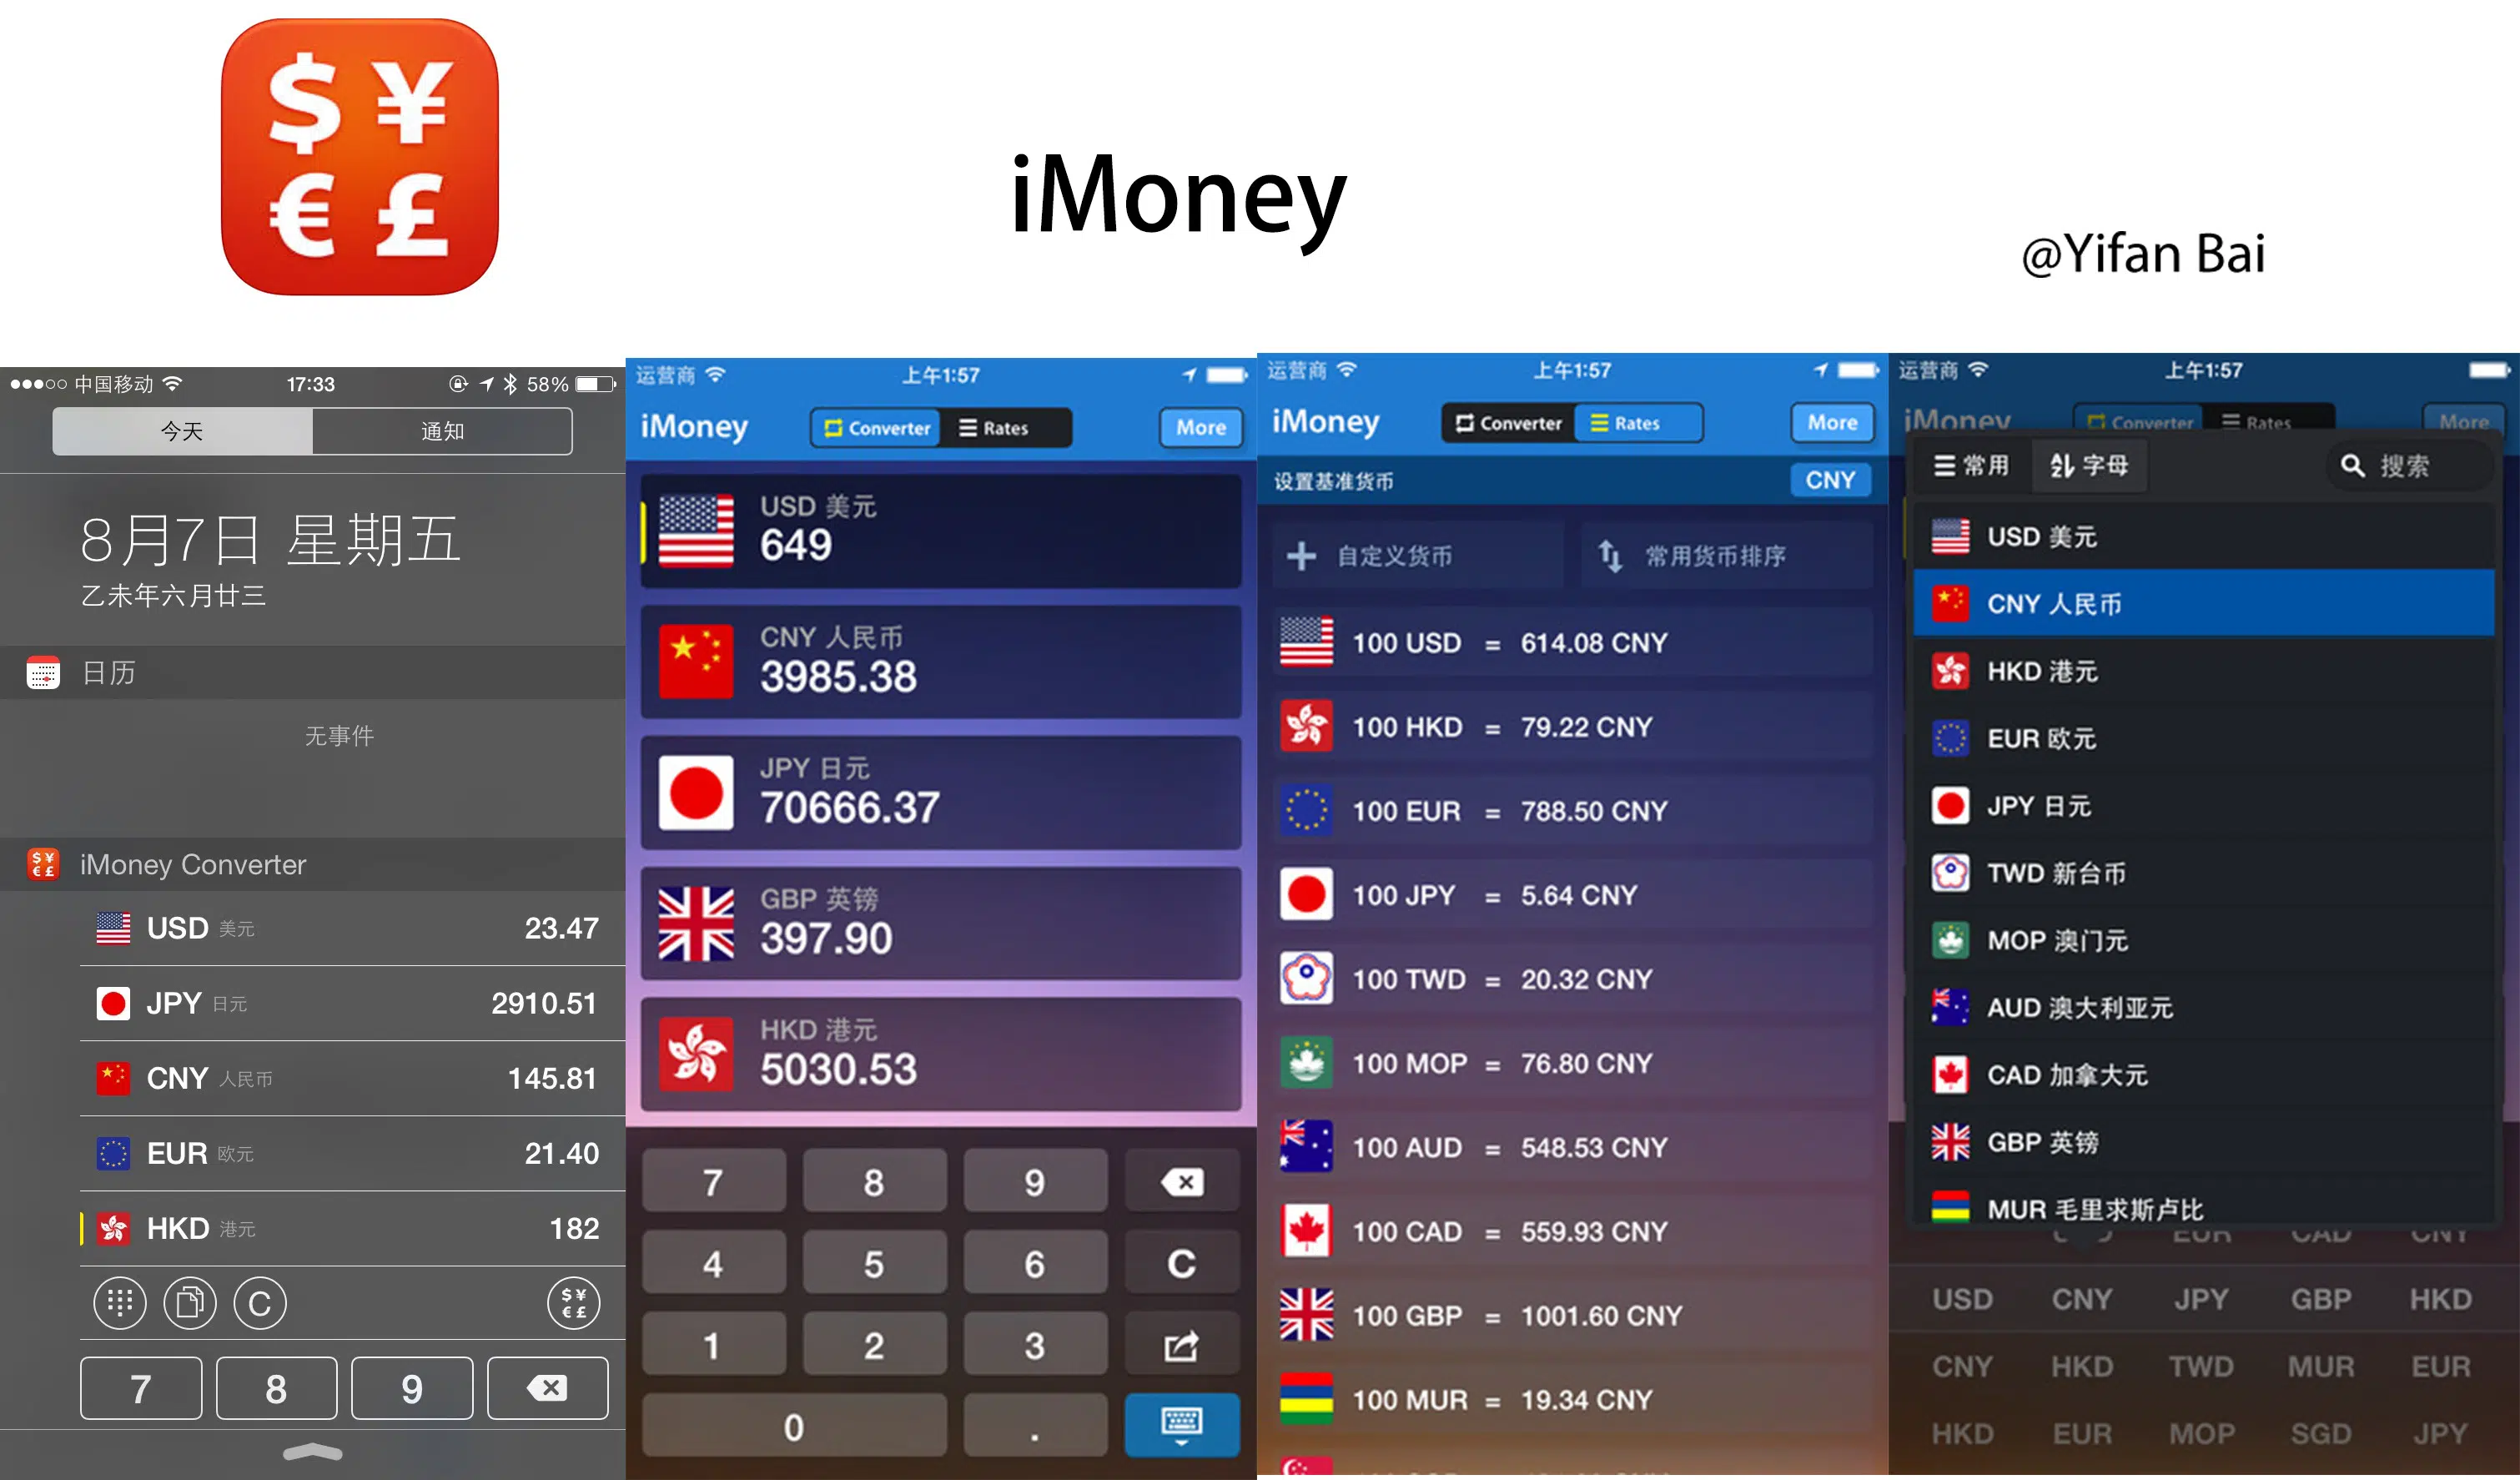 $ ¥
€ £
iMoney
@Yifan Bai
中国移动
17:33
58%
今天
通知
8月7日 星期五
乙未年六月廿三
日历
无事件
$ ¥
€ £
iMoney Converter
USD 美元 23.47
JPY 日元 2910.51
CNY 人民币 145.81
EUR 欧元 21.40
HKD 港元 182
C
$ ¥
€ £
7 8 9
运营商
上午1:57
iMoney
Converter
Rates
More
USD 美元
649
CNY 人民币
3985.38
JPY 日元
70666.37
GBP 英镑
397.90
HKD 港元
5030.53
7 8 9
4 5 6 C
1 2 3
0 .
运营商
上午1:57
iMoney
Converter
Rates
More
设置基准货币
CNY
自定义货币
常用货币排序
100 USD = 614.08 CNY
100 HKD = 79.22 CNY
100 EUR = 788.50 CNY
100 JPY = 5.64 CNY
100 TWD = 20.32 CNY
100 MOP = 76.80 CNY
100 AUD = 548.53 CNY
100 CAD = 559.93 CNY
100 GBP = 1001.60 CNY
100 MUR = 19.34 CNY
运营商
上午1:57
iMoney
Converter
Rates
More
常用
字母
搜索
USD 美元
CNY 人民币
HKD 港元
EUR 欧元
JPY 日元
TWD 新台币
MOP 澳门元
AUD 澳大利亚元
CAD 加拿大元
GBP 英镑
MUR 毛里求斯卢比
EUR CAD CNY
USD CNY JPY GBP HKD
CNY HKD TWD MUR EUR
HKD EUR MOP SGD JPY